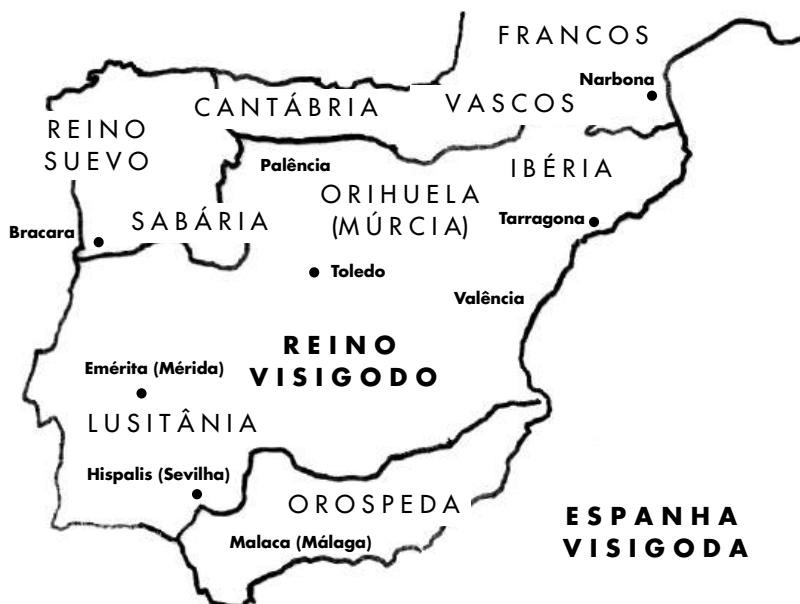 FRANCOS
Narbona
CANTÁBRIA
VASCOS
REINO
SUEVO
Palência
IBÉRIA
ORIHUELA
(MÚRCIA)
SABÁRIA
Tarragona
Bracara
Toledo
Valência
REINO
VISIGODO
Emérita (Mérida)
LUSITÂNIA
Hispalis (Sevilha)
OROSPEDA
Malaca (Málaga)
ESPANHA
VISIGODA